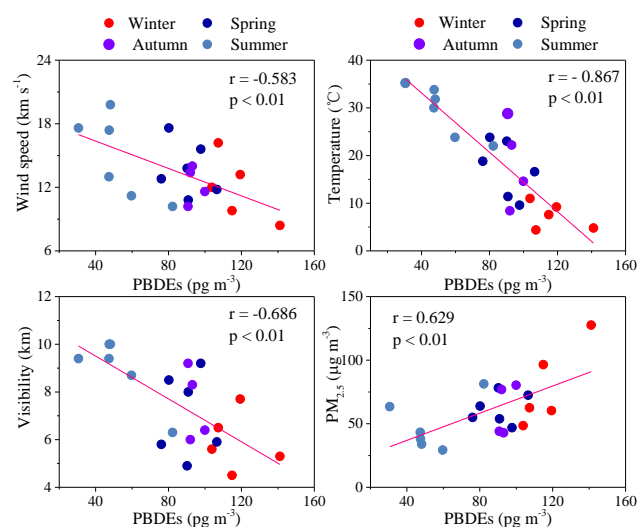 Winter Spring
Autumn Summer
r = -0.583
p < 0.01
Wind speed (km s⁻¹)
18
12
6
24
40 80 120 160
PBDEs (pg m⁻³)
Winter Spring
Autumn Summer
r = - 0.867
p < 0.01
Temperature (℃)
40
30
20
10
0
40 80 120 160
PBDEs (pg m⁻³)
r = -0.686
p < 0.01
Visibility (km)
12
10
8
6
4
40 80 120 160
PBDEs (pg m⁻³)
r = 0.629
p < 0.01
PM₂.₅ (μg m⁻³)
150
100
50
0
40 80 120 160
PBDEs (pg m⁻³)